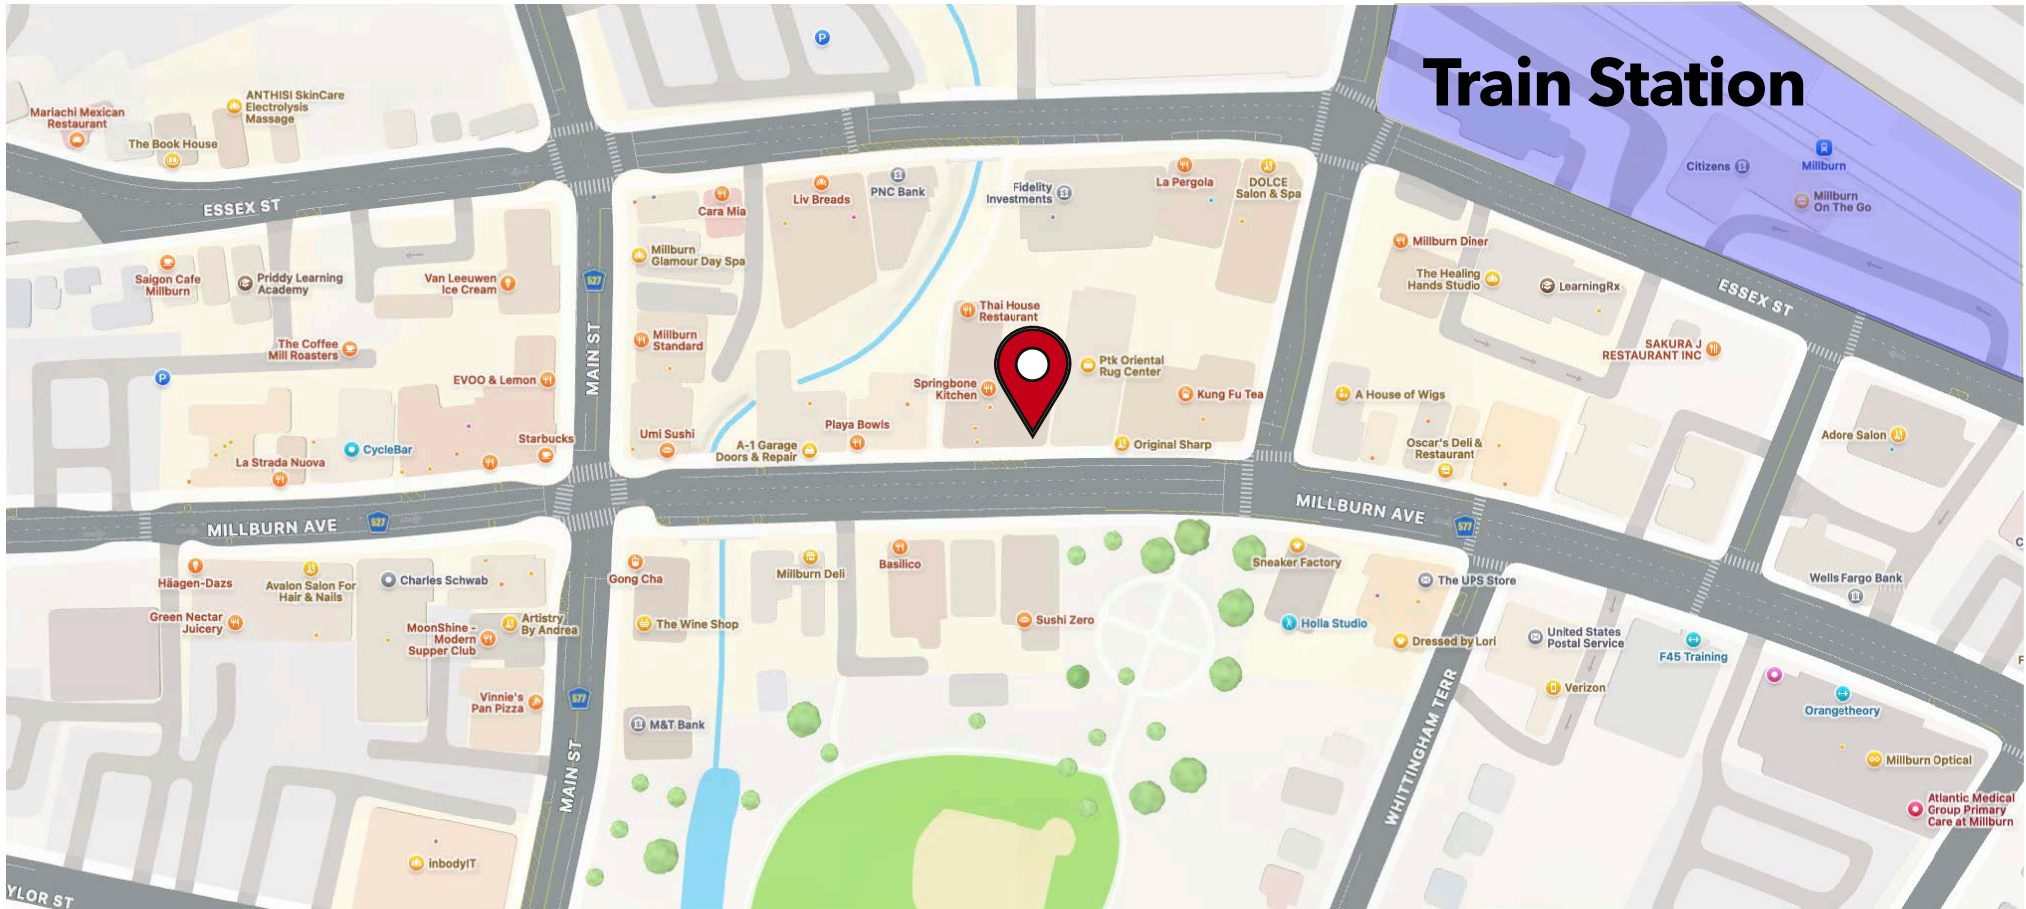 P
Train Station
ANTHISI SkinCare
Electrolysis
Massage
Mariachi Mexican
Restaurant
The Book House
Citizens
Millburn
Millburn
On The Go
ESSEX ST
Cara Mia
Liv Breads
PNC Bank
Fidelity
Investments
La Pergola
DOLCE
Salon & Spa
Millburn Diner
The Healing
Hands Studio
LearningRx
ESSEX ST
Saigon Cafe
Millburn
Priddy Learning
Academy
Van Leeuwen
Ice Cream
527
Millburn
Glamour Day Spa
Thai House
Restaurant
The Coffee
Mill Roasters
MAIN ST
Millburn
Standard
SAKURA J
RESTAURANT INC
P
EVOO & Lemon
Springbone
Kitchen
Ptk Oriental
Rug Center
Kung Fu Tea
A House of Wigs
Starbucks
CycleBar
La Strada Nuova
Umi Sushi
A-1 Garage
Doors & Repair
Playa Bowls
Original Sharp
Oscar's Deli &
Restaurant
Adore Salon
MILLBURN AVE
527
MILLBURN AVE
577
Häagen-Dazs
Avalon Salon For
Hair & Nails
Charles Schwab
Gong Cha
Millburn Deli
Basilico
Sneaker Factory
The UPS Store
Wells Fargo Bank
Green Nectar
Juicery
MoonShine -
Modern
Supper Club
Artistry
By Andrea
The Wine Shop
Sushi Zero
Holla Studio
Dressed by Lori
United States
Postal Service
F45 Training
Vinnie's
Pan Pizza
577
M&T Bank
Verizon
Orangetheory
MAIN ST
WHITTINGHAM TERR
Millburn Optical
Atlantic Medical
Group Primary
Care at Millburn
inbodyIT
YLOR ST